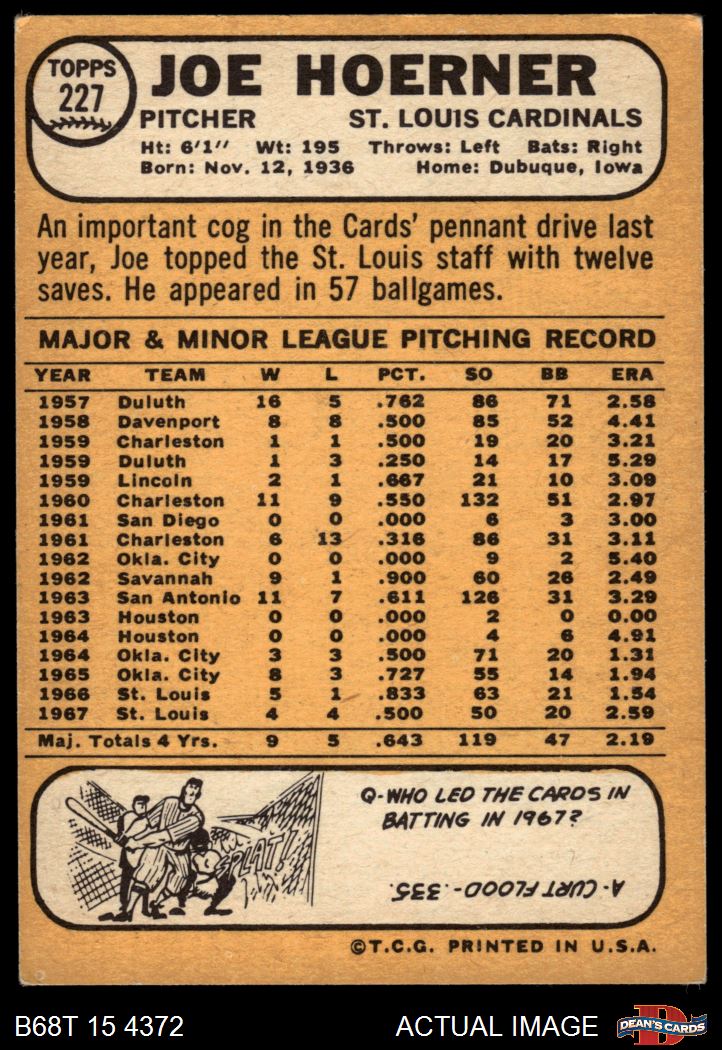 TOPPS
227
JOE HOERNER
PITCHER ST. LOUIS CARDINALS
Ht: 6'1" Wt: 195 Throws: Left Bats: Right
Born: Nov. 12, 1936 Home: Dubuque, Iowa
An important cog in the Cards' pennant drive last
year, Joe topped the St. Louis staff with twelve
saves. He appeared in 57 ballgames.
MAJOR & MINOR LEAGUE PITCHING RECORD
YEAR TEAM W L PCT. SO BB ERA
1957 Duluth 16 5 .762 86 71 2.58
1958 Davenport 8 8 .500 85 52 4.41
1959 Charleston 1 1 .500 19 20 3.21
1959 Duluth 1 3 .250 14 17 5.29
1959 Lincoln 2 1 .667 21 10 3.09
1960 Charleston 11 9 .550 132 51 2.97
1961 San Diego 0 0 .000 6 3 3.00
1961 Charleston 6 13 .316 86 31 3.11
1962 Okla. City 0 0 .000 9 2 5.40
1962 Savannah 9 1 .900 60 26 2.49
1963 San Antonio 11 7 .611 126 31 3.29
1963 Houston 0 0 .000 2 0 0.00
1964 Houston 0 0 .000 4 6 4.91
1964 Okla. City 3 3 .500 71 20 1.31
1965 Okla. City 8 3 .727 55 14 1.94
1966 St. Louis 5 1 .833 63 21 1.54
1967 St. Louis 4 4 .500 50 20 2.59
Maj. Totals 4 Yrs. 9 5 .643 119 47 2.19
SPLAT!
Q-WHO LED THE CARDS IN
BATTING IN 1967?
A-CURT FLOOD-.335.
©T.C.G. PRINTED IN U.S.A.
B68T 15 4372 ACTUAL IMAGE
D
DEAN'S CARDS